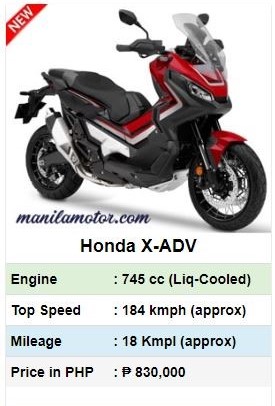 NEW
manilamotor.com
Honda X-ADV
Engine : 745 cc (Liq-Cooled)
Top Speed : 184 kmph (approx)
Mileage : 18 Kmpl (approx)
Price in PHP : ₱ 830,000